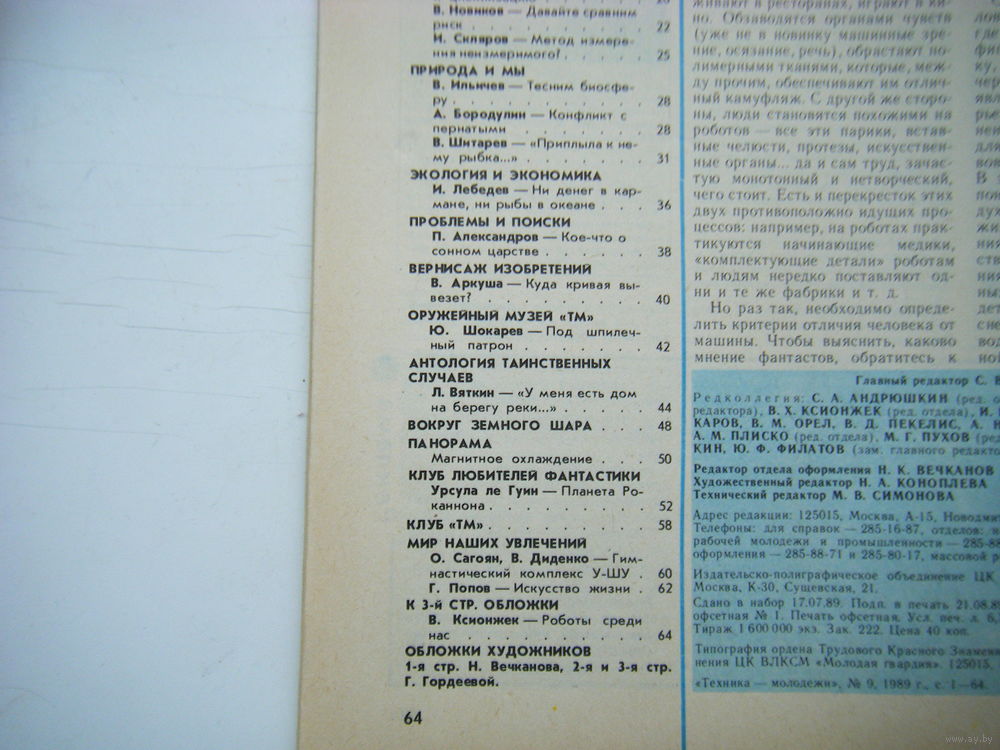 В. Новиков — Давайте сравним
риск . . . . . . . . . 22
И. Скляров — Метод измере-
ния неизмеримого! . . . . . 25
ПРИРОДА И МЫ
В. Ильичев — Тесним биосфе-
ру . . . . . . . . . . 28
А. Бородулин — Конфликт с
пернатыми . . . . . . . 28
В. Шитарев — «Приплыла к не-
му рыбка...» . . . . . . . 31
ЭКОЛОГИЯ И ЭКОНОМИКА
И. Лебедев — Ни денег в кар-
мане, ни рыбы в океане . . . 36
ПРОБЛЕМЫ И ПОИСКИ
П. Александров — Кое-что о
сонном царстве . . . . . . 38
ВЕРНИСАЖ ИЗОБРЕТЕНИЙ
В. Аркуша — Куда кривая вы-
везет? . . . . . . . . . 40
ОРУЖЕЙНЫЙ МУЗЕЙ «ТМ»
Ю. Шокарев — Под шпилеч-
ный патрон . . . . . . . 42
АНТОЛОГИЯ ТАИНСТВЕННЫХ
СЛУЧАЕВ
Л. Вяткин — «У меня есть дом
на берегу реки...» . . . . . 44
ВОКРУГ ЗЕМНОГО ШАРА . . . 48
ПАНОРАМА
Магнитное охлаждение . . . 50
КЛУБ ЛЮБИТЕЛЕЙ ФАНТАСТИКИ
Урсула ле Гуин — Планета Ро-
каннона . . . . . . . . 52
КЛУБ «ТМ» . . . . . . . . 58
МИР НАШИХ УВЛЕЧЕНИЙ
О. Сагоян, В. Диденко — Гим-
настический комплекс У-ШУ . 60
Г. Попов — Искусство жизни . 62
К 3-й СТР. ОБЛОЖКИ
В. Ксионжек — Роботы среди
нас . . . . . . . . . . 64
ОБЛОЖКИ ХУДОЖНИКОВ
1-я стр. Н. Вечканова, 2-я и 3-я стр.
Г. Гордеевой.
64
живают в ресторанах, играют в ки-
но. Обзаводятся органами чувств
(уже не в новинку машинные зре-
ние, осязание, речь), обрастают по-
лимерными тканями, которые, меж-
ду прочим, обеспечивают им отлич-
ный камуфляж. С другой же сторо-
ны, люди становятся похожими на
роботов — все эти парики, встав-
ные челюсти, протезы, искусствен-
ные органы... да и сам труд, зачас-
тую монотонный и нетворческий,
чего стоит. Есть и перекресток этих
двух противоположно идущих про-
цессов: например, на роботах прак-
тикуются начинающие медики,
«комплектующие детали» роботам
и людям нередко поставляют од-
ни и те же фабрики и т. д.
Но раз так, необходимо опреде-
лить критерии отличия человека от
машины. Чтобы выяснить, каково
мнение фантастов, обратитесь к
Главный редактор С. В
Редколлегия: С. А. АНДРЮШКИН (ред. о
редактора), В. Х. КСИОНЖЕК (ред. отдела), И.
КАРОВ, В. М. ОРЕЛ, В. Д. ПЕКЕЛИС, А. Н
А. М. ПЛИСКО (ред. отдела), М. Г. ПУХОВ (ред
КИН, Ю. Ф. ФИЛАТОВ (зам. главного редакто
Редактор отдела оформления Н. К. ВЕЧКАНОВ
Художественный редактор Н. А. КОНОПЛЕВА
Технический редактор М. В. СИМОНОВА
Адрес редакции: 125015, Москва, А-15, Новодми
Телефоны: для справок — 285-16-87, отделов:
рабочей молодежи и промышленности — 285-88
оформления — 285-88-71 и 285-80-17, массовой р
Издательско-полиграфическое объединение ЦК
Москва, К-30, Сущевская, 21.
Сдано в набор 17.07.89. Подп. в печать 21.08.8
офсетная № 1. Печать офсетная. Усл. печ. л. 6,
Тираж 1 600 000 экз. Зак. 222. Цена 40 коп.
Типография ордена Трудового Красного Знамен
нения ЦК ВЛКСМ «Молодая гвардия». 125015,
«Техника — молодежи», № 9, 1989 г., с. 1—64.
www.ay.by